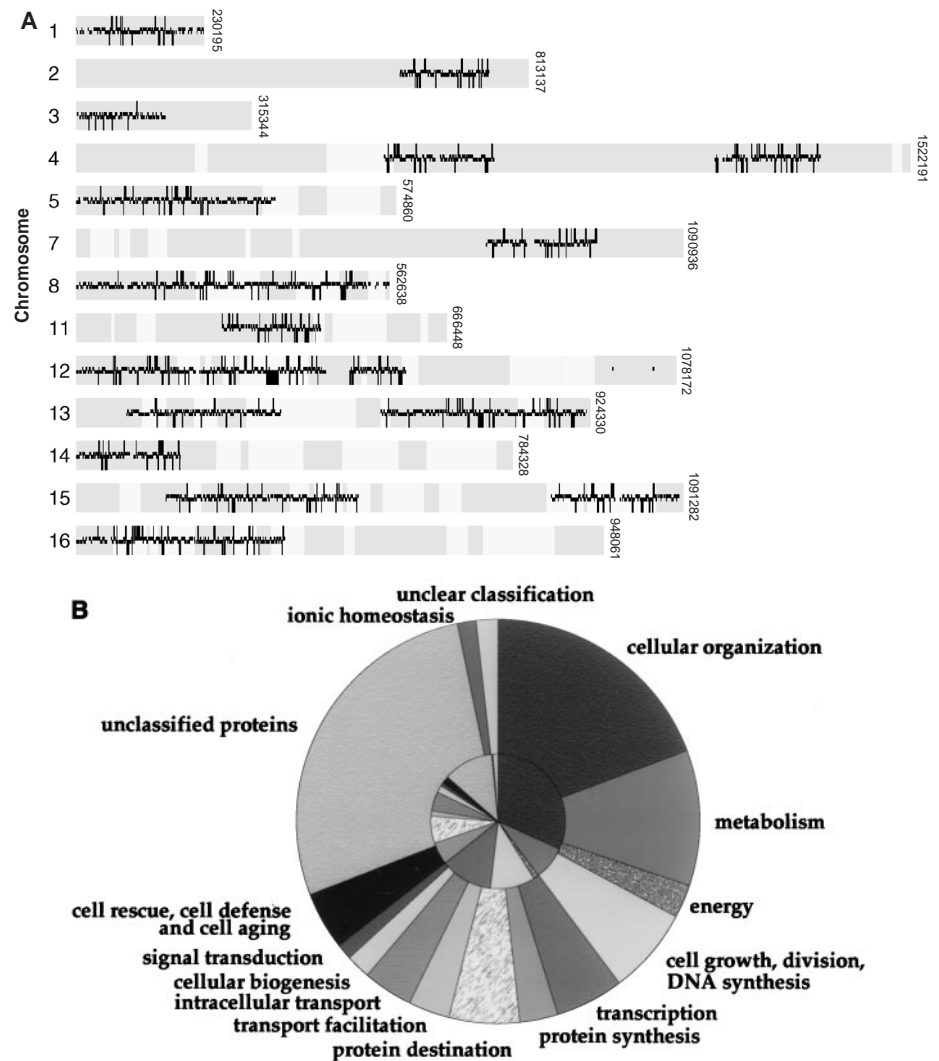 A
Chromosome
1
230195
2
813137
3
315344
4
1522191
5
574860
7
1090936
8
562638
11
666448
12
1078172
13
924330
14
784328
15
1091282
16
948061
B
unclear classification
ionic homeostasis
cellular organization
unclassified proteins
metabolism
energy
cell rescue, cell defense
and cell aging
cell growth, division,
DNA synthesis
signal transduction
cellular biogenesis
intracellular transport
transport facilitation
protein destination
transcription
protein synthesis